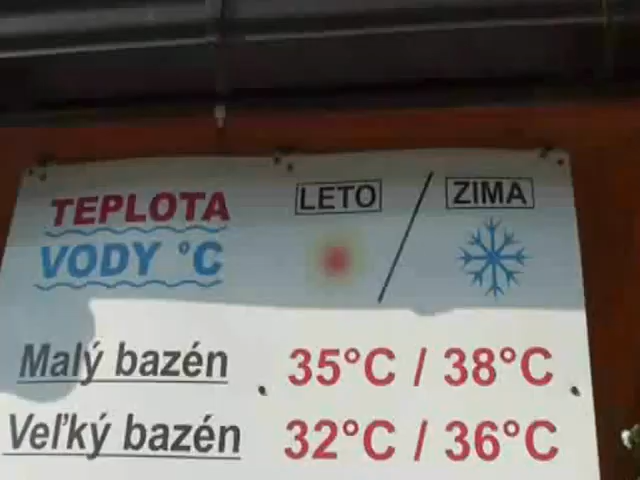 TEPLOTA
VODY °C
LETO / ZIMA
Malý bazén 35°C / 38°C
Veľký bazén 32°C / 36°C